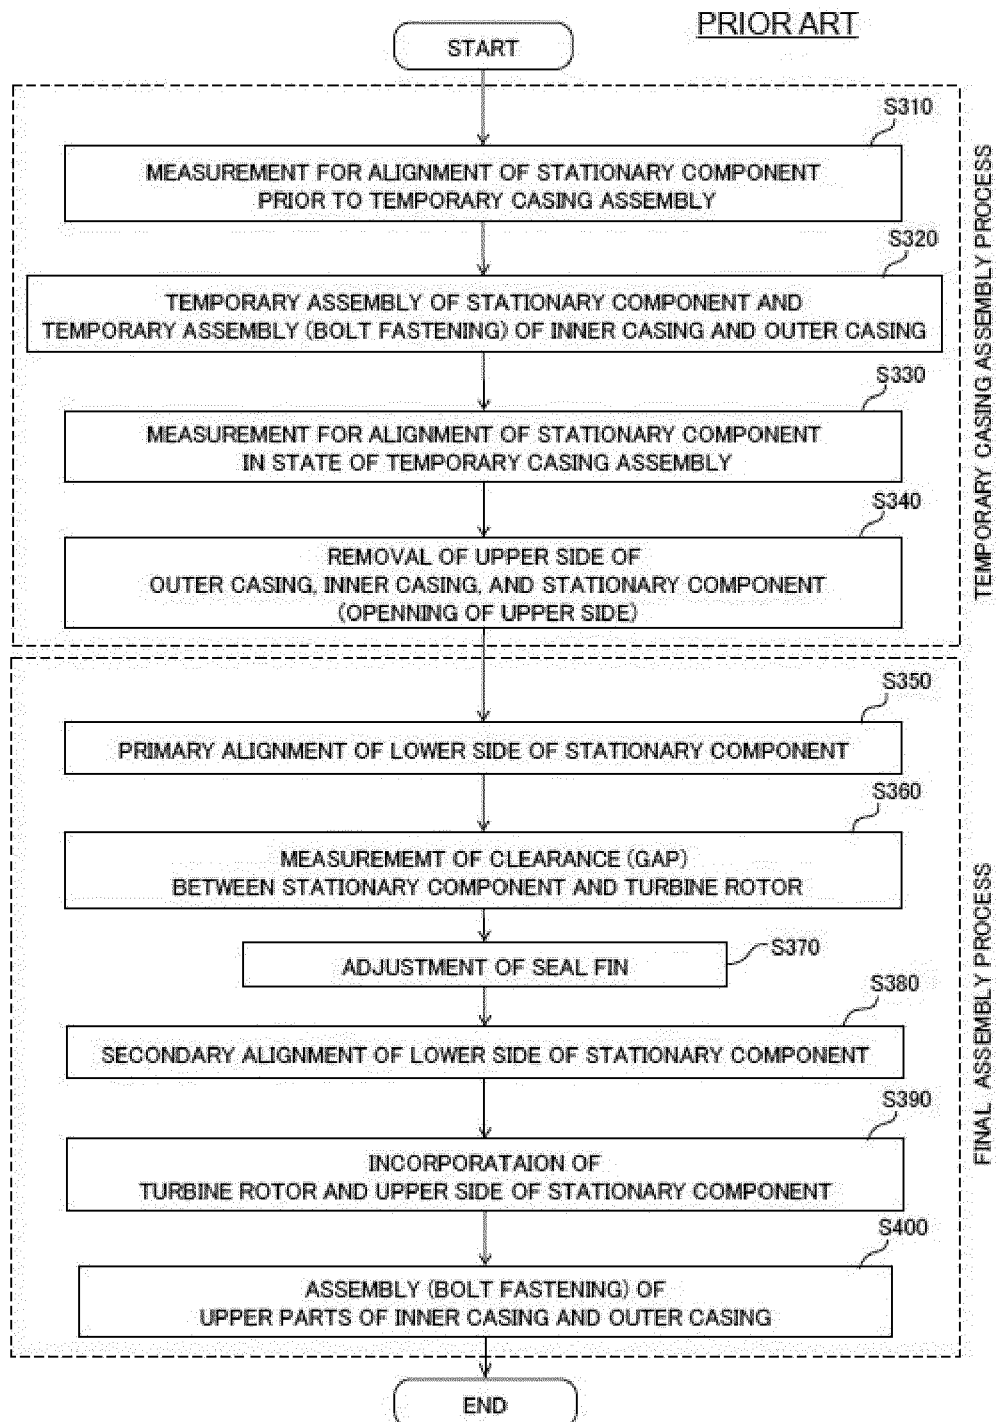 PRIOR ART
START
S310
MEASUREMENT FOR ALIGNMENT OF STATIONARY COMPONENT
PRIOR TO TEMPORARY CASING ASSEMBLY
S320
TEMPORARY ASSEMBLY OF STATIONARY COMPONENT AND
TEMPORARY ASSEMBLY (BOLT FASTENING) OF INNER CASING AND OUTER CASING
S330
MEASUREMENT FOR ALIGNMENT OF STATIONARY COMPONENT
IN STATE OF TEMPORARY CASING ASSEMBLY
S340
REMOVAL OF UPPER SIDE OF
OUTER CASING, INNER CASING, AND STATIONARY COMPONENT
(OPENNING OF UPPER SIDE)
TEMPORARY CASING ASSEMBLY PROCESS
S350
PRIMARY ALIGNMENT OF LOWER SIDE OF STATIONARY COMPONENT
S360
MEASUREMEMT OF CLEARANCE (GAP)
BETWEEN STATIONARY COMPONENT AND TURBINE ROTOR
S370
ADJUSTMENT OF SEAL FIN
S380
SECONDARY ALIGNMENT OF LOWER SIDE OF STATIONARY COMPONENT
S390
INCORPORATAION OF
TURBINE ROTOR AND UPPER SIDE OF STATIONARY COMPONENT
S400
ASSEMBLY (BOLT FASTENING) OF
UPPER PARTS OF INNER CASING AND OUTER CASING
FINAL ASSEMBLY PROCESS
END